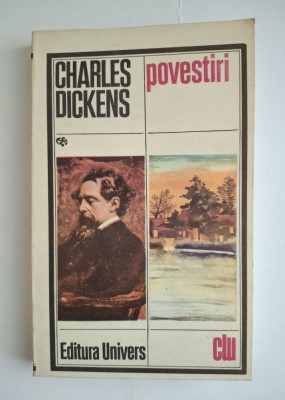 CHARLES
DICKENS
povestiri
Editura Univers
clu